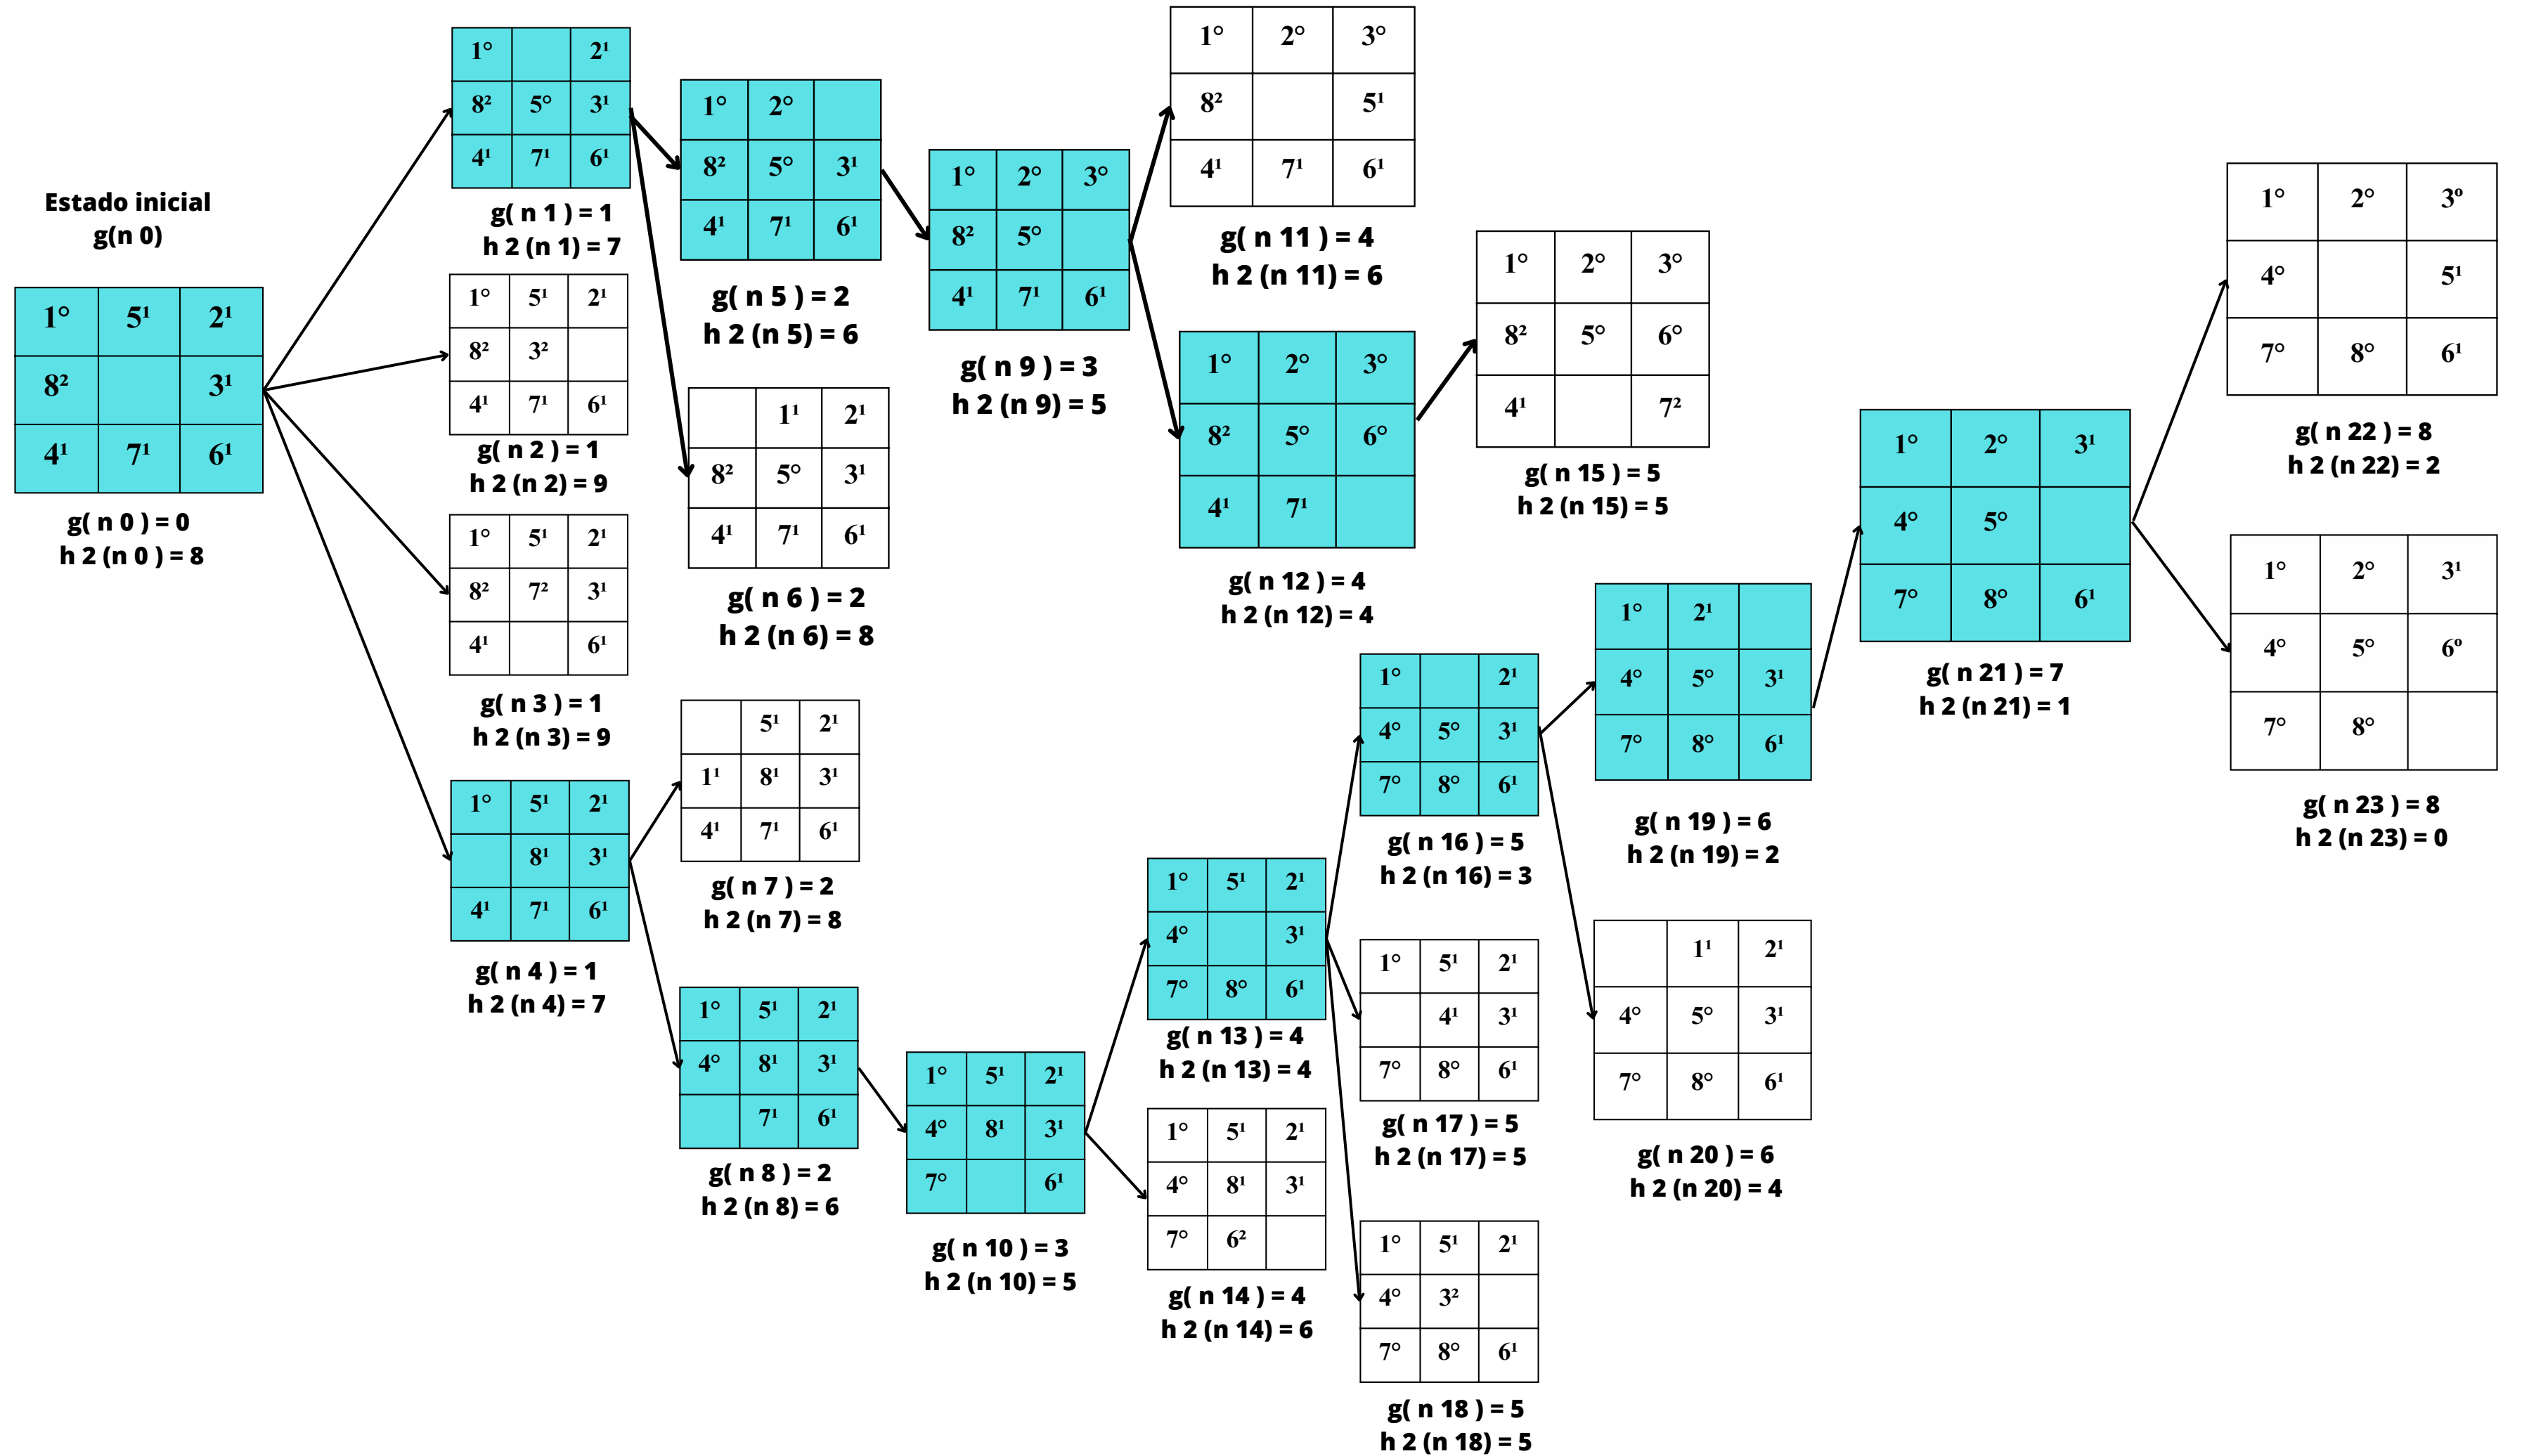 Estado inicial
g(n 0)
1° 5¹ 2¹
8² 3¹
4¹ 7¹ 6¹
g( n 0 ) = 0
h 2 (n 0 ) = 8
1° 2¹
8² 5° 3¹
4¹ 7¹ 6¹
g( n 1 ) = 1
h 2 (n 1) = 7
1° 5¹ 2¹
8² 3²
4¹ 7¹ 6¹
g( n 2 ) = 1
h 2 (n 2) = 9
1° 5¹ 2¹
8² 7² 3¹
4¹ 6¹
g( n 3 ) = 1
h 2 (n 3) = 9
1° 5¹ 2¹
8¹ 3¹
4¹ 7¹ 6¹
g( n 4 ) = 1
h 2 (n 4) = 7
1° 2°
8² 5° 3¹
4¹ 7¹ 6¹
g( n 5 ) = 2
h 2 (n 5) = 6
1¹ 2¹
8² 5° 3¹
4¹ 7¹ 6¹
g( n 6 ) = 2
h 2 (n 6) = 8
5¹ 2¹
1¹ 8¹ 3¹
4¹ 7¹ 6¹
g( n 7 ) = 2
h 2 (n 7) = 8
1° 5¹ 2¹
4° 8¹ 3¹
7¹ 6¹
g( n 8 ) = 2
h 2 (n 8) = 6
1° 2° 3°
8² 5°
4¹ 7¹ 6¹
g( n 9 ) = 3
h 2 (n 9) = 5
1° 5¹ 2¹
4° 8¹ 3¹
7° 6¹
g( n 10 ) = 3
h 2 (n 10) = 5
1° 2° 3°
8² 5¹
4¹ 7¹ 6¹
g( n 11 ) = 4
h 2 (n 11) = 6
1° 2° 3°
8² 5° 6°
4¹ 7¹
g( n 12 ) = 4
h 2 (n 12) = 4
1° 5¹ 2¹
4° 3¹
7° 8° 6¹
g( n 13 ) = 4
h 2 (n 13) = 4
1° 5¹ 2¹
4° 8¹ 3¹
7° 6²
g( n 14 ) = 4
h 2 (n 14) = 6
1° 2° 3°
8² 5° 6°
4¹ 7²
g( n 15 ) = 5
h 2 (n 15) = 5
1° 2¹
4° 5° 3¹
7° 8° 6¹
g( n 16 ) = 5
h 2 (n 16) = 3
1° 5¹ 2¹
4¹ 3¹
7° 8° 6¹
g( n 17 ) = 5
h 2 (n 17) = 5
1° 5¹ 2¹
4° 3²
7° 8° 6¹
g( n 18 ) = 5
h 2 (n 18) = 5
1° 2¹
4° 5° 3¹
7° 8° 6¹
g( n 19 ) = 6
h 2 (n 19) = 2
1¹ 2¹
4° 5° 3¹
7° 8° 6¹
g( n 20 ) = 6
h 2 (n 20) = 4
1° 2° 3¹
4° 5°
7° 8° 6¹
g( n 21 ) = 7
h 2 (n 21) = 1
1° 2° 3º
4° 5¹
7° 8° 6¹
g( n 22 ) = 8
h 2 (n 22) = 2
1° 2° 3¹
4° 5° 6º
7° 8°
g( n 23 ) = 8
h 2 (n 23) = 0